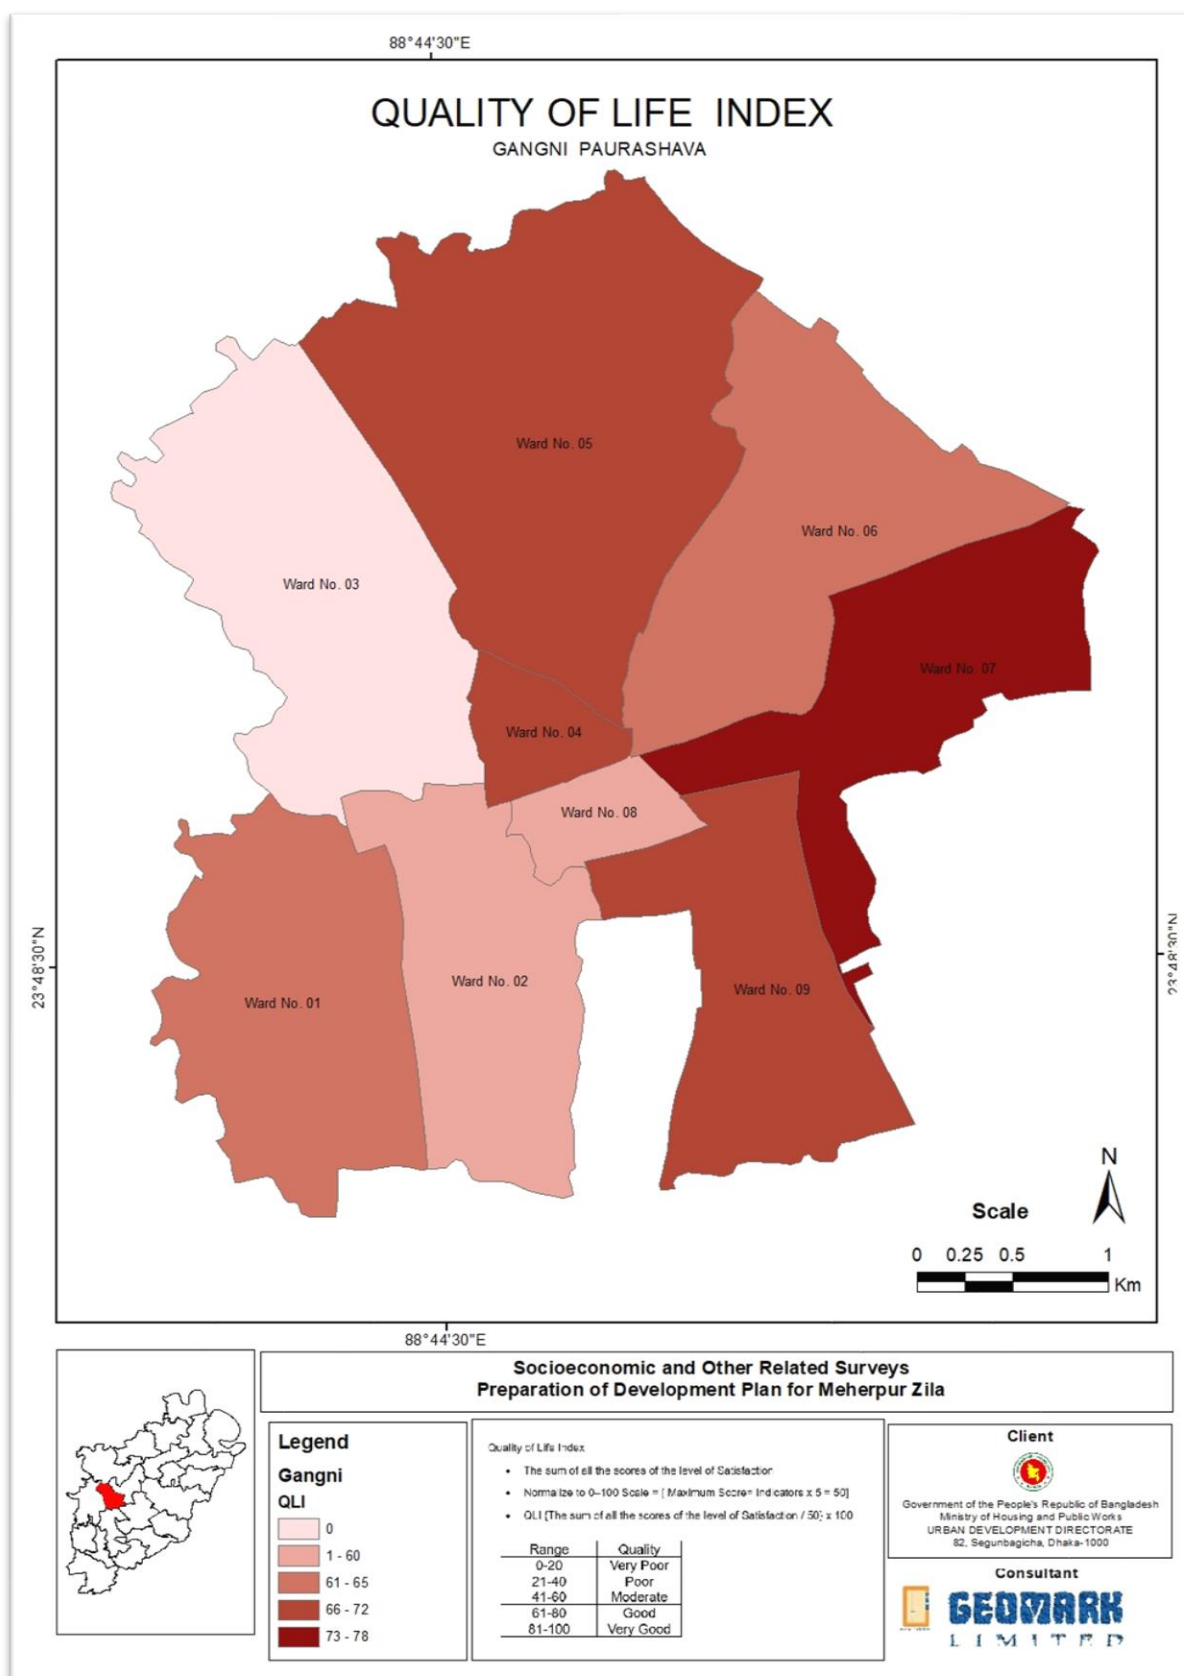 88°44'30"E
QUALITY OF LIFE INDEX
GANGNI PAURASHAVA
Ward No. 05
Ward No. 06
Ward No. 03
Ward No. 07
Ward No. 04
Ward No. 08
Ward No. 02
Ward No. 09
Ward No. 01
23°48'30"N
23°48'30"N
N
Scale
0 0.25 0.5 1
Km
88°44'30"E
Socioeconomic and Other Related Surveys
Preparation of Development Plan for Meherpur Zila
Legend
Gangni
QLI
0
1 - 60
61 - 65
66 - 72
73 - 78
Quality of Life Index
• The sum of all the scores of the level of Satisfaction
• Normalize to 0–100 Scale = [ Maximum Score= Indicators x 5 = 50]
• QLI [The sum of all the scores of the level of Satisfaction / 50} x 100
Range Quality
0-20 Very Poor
21-40 Poor
41-60 Moderate
61-80 Good
81-100 Very Good
Client
Government of the People's Republic of Bangladesh
Ministry of Housing and Public Works
URBAN DEVELOPMENT DIRECTORATE
82, Segunbagicha, Dhaka-1000
Consultant
GEOMARK
LIMITED